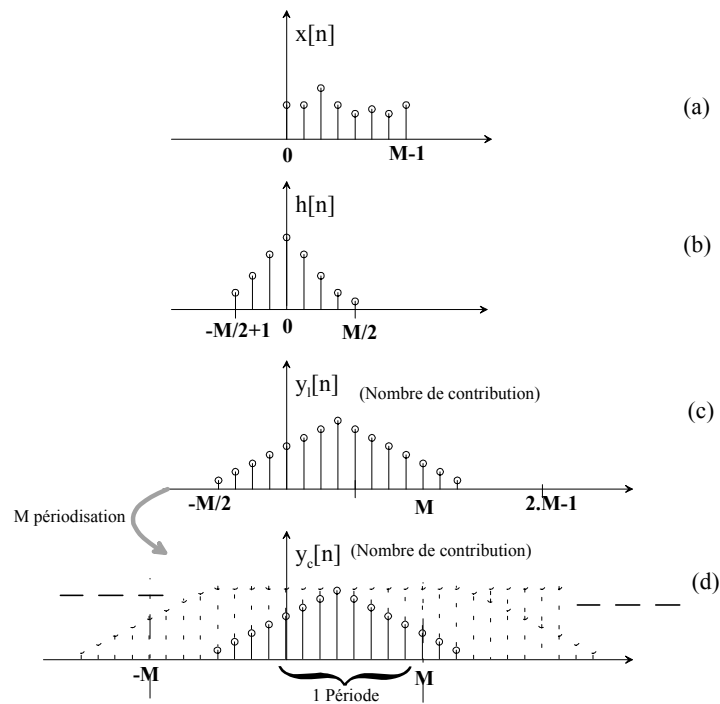 x[n]
(a)
0
M-1
h[n]
(b)
-M/2+1
0
M/2
y_l[n]
(Nombre de contribution)
(c)
-M/2
M
2.M-1
M périodisation
y_c[n]
(Nombre de contribution)
(d)
-M
M
1 Période